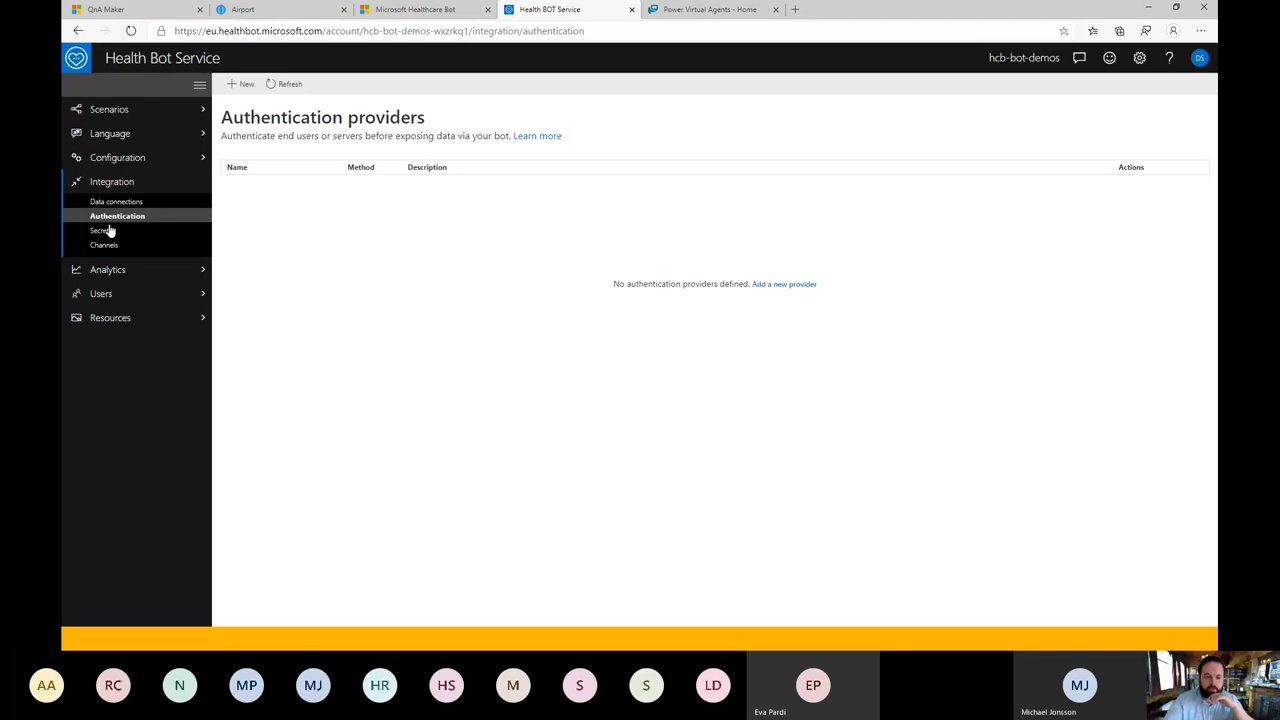 QnA Maker
Airport
Microsoft Healthcare Bot
Health BOT Service
Power Virtual Agents - Home
https://eu.healthbot.microsoft.com/account/hcb-bot-demos-wxzrkq1/integration/authentication
Health Bot Service
hcb-bot-demos
DS
Scenarios
Language
Configuration
Integration
Data connections
Authentication
Channels
Analytics
Users
Resources
New
Refresh
Authentication providers
Authenticate end users or servers before exposing data via your bot. Learn more
Name Method Description Actions
No authentication providers defined. Add a new provider
AA
RC
N
MP
MJ
HR
HS
M
S
S
LD
EP
Eva Pardi
MJ
Michael Jonsson